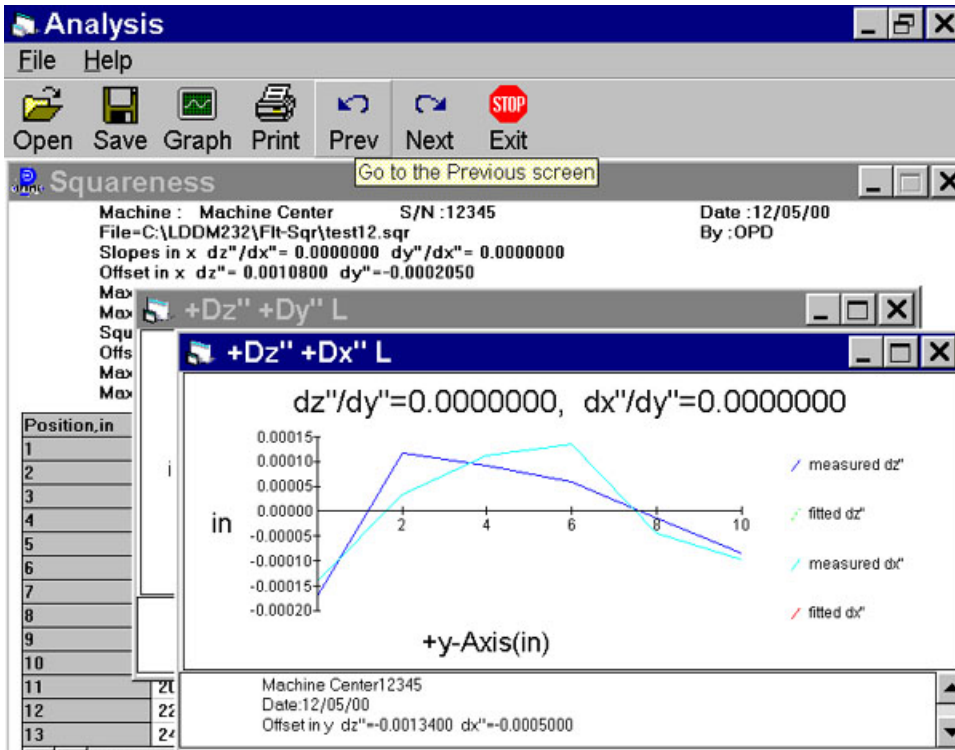 Analysis
File Help
Open Save Graph Print Prev Next Exit
STOP
Go to the Previous screen
Squareness
Machine : Machine Center S/N :12345 Date :12/05/00
File=C:\LDDM232\Flt-Sqr\test12.sqr By :OPD
Slopes in x dz"/dx"= 0.0000000 dy"/dx"= 0.0000000
Offset in x dz"= 0.0010800 dy"=-0.0002050
Max
Max
Squ
Offs
Max
Max
+Dz" +Dy" L
+Dz" +Dx" L
dz"/dy"=0.0000000, dx"/dy"=0.0000000
0.00015
0.00010
0.00005
0.00000
-0.00005
-0.00010
-0.00015
-0.00020
in
2 4 6 8 10
+y-Axis(in)
measured dz"
fitted dz"
measured dx"
fitted dx"
i
Position,in
1
2
3
4
5
6
7
8
9
10
11 20
12 22
13 24
Machine Center12345
Date:12/05/00
Offset in y dz"=-0.0013400 dx"=-0.0005000